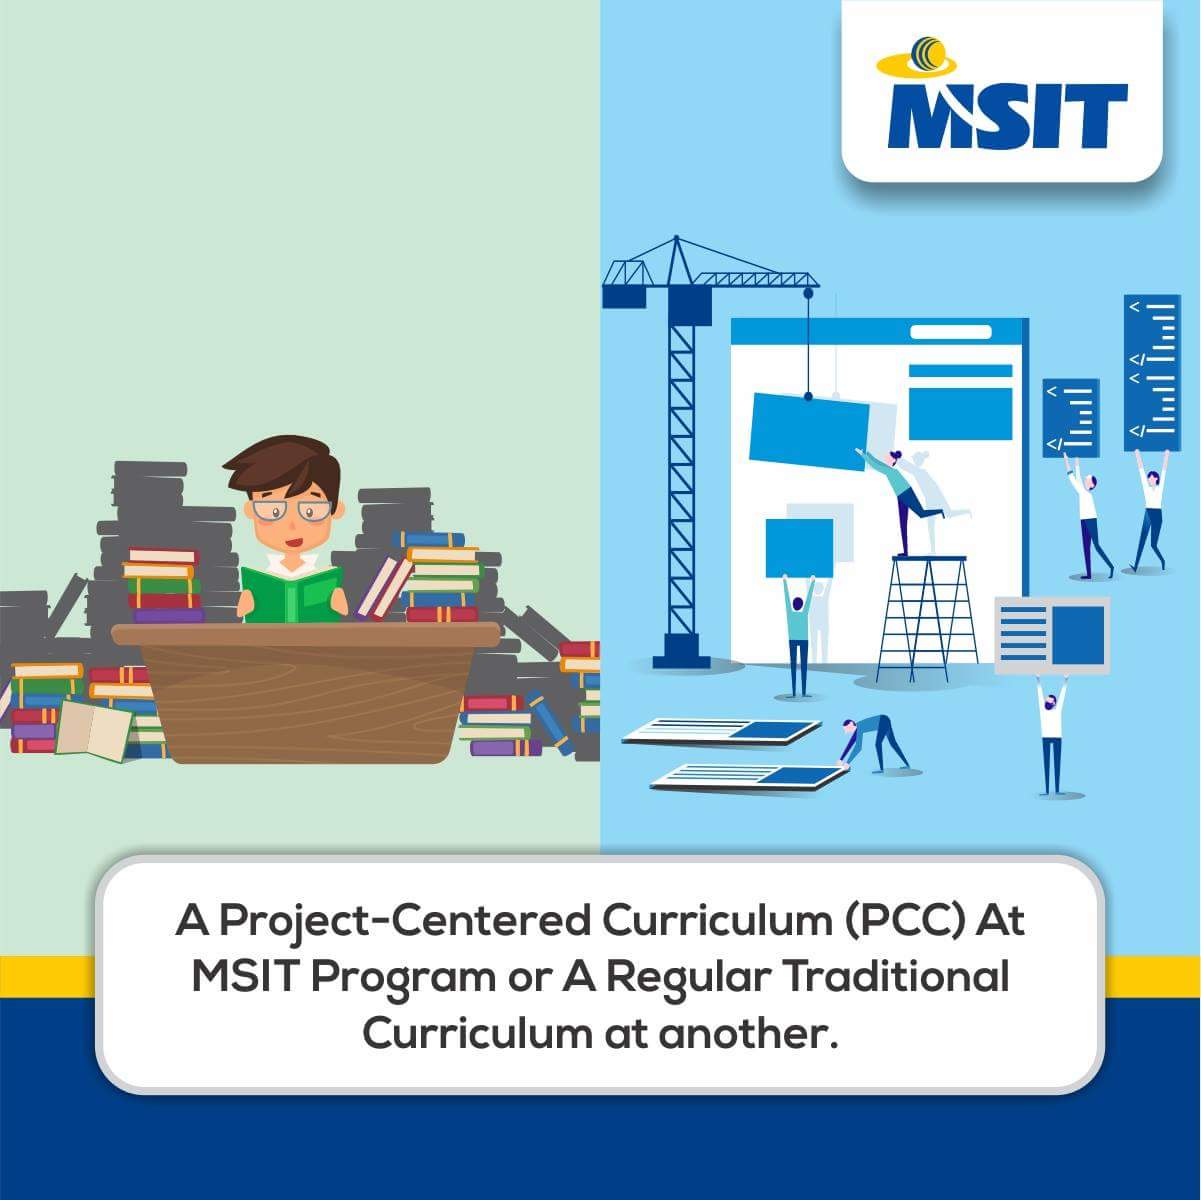 MSIT
<
</
<
</
<
</
A Project-Centered Curriculum (PCC) At
MSIT Program or A Regular Traditional
Curriculum at another.